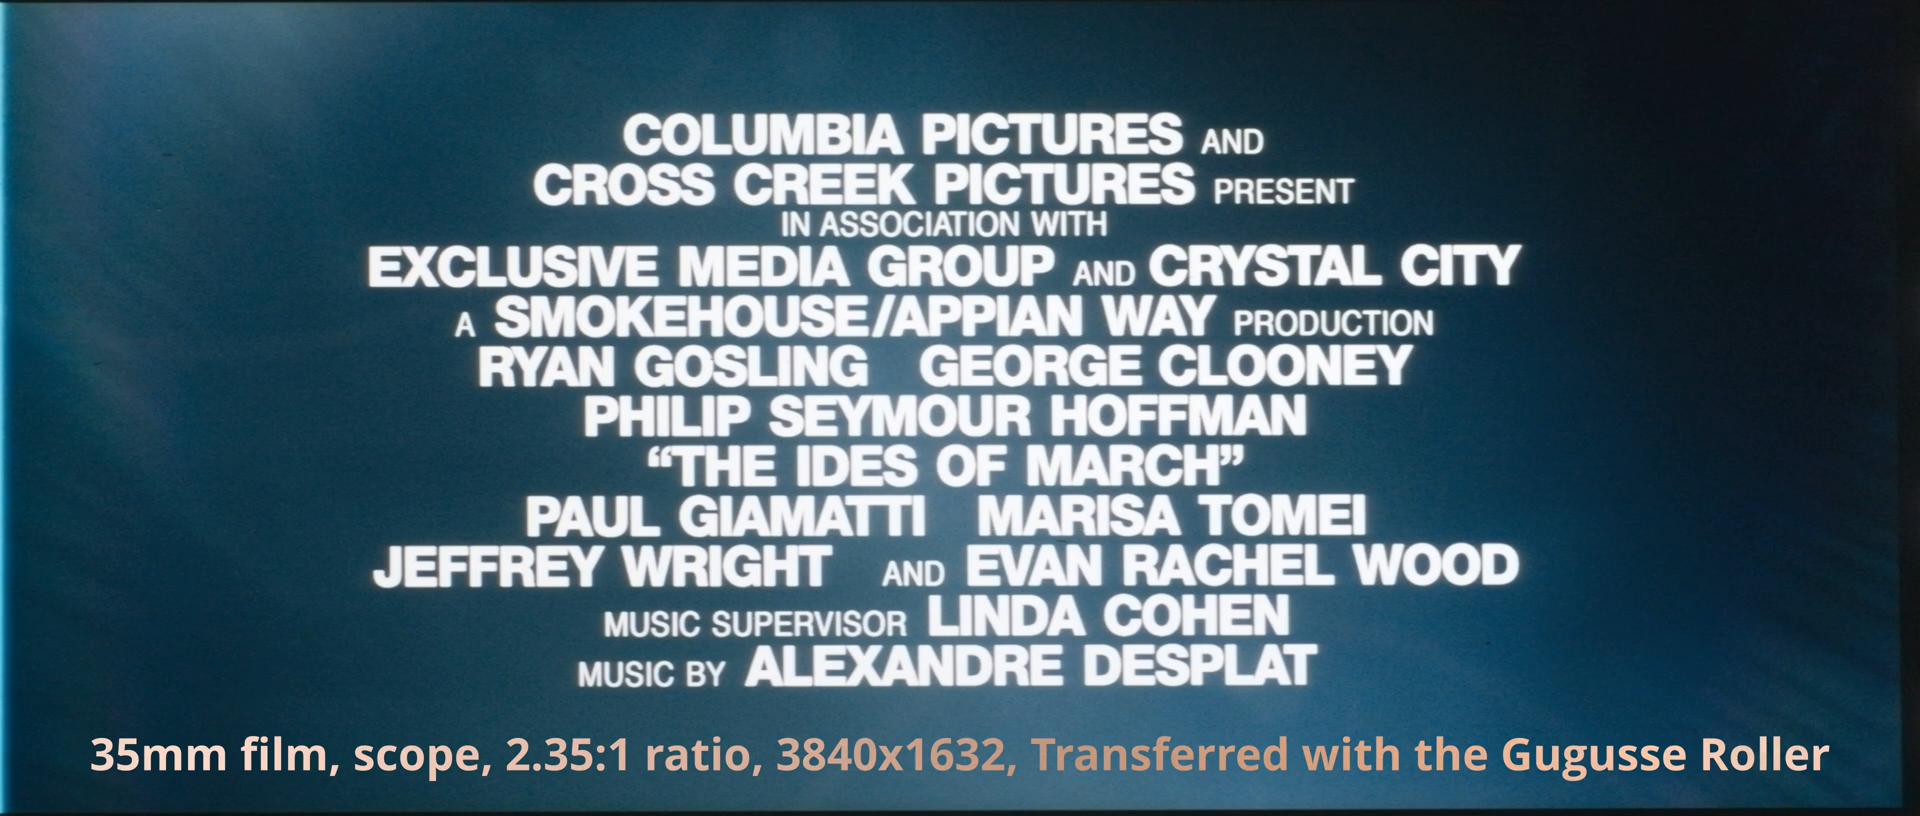 COLUMBIA PICTURES AND
CROSS CREEK PICTURES PRESENT
IN ASSOCIATION WITH
EXCLUSIVE MEDIA GROUP AND CRYSTAL CITY
A SMOKEHOUSE/APPIAN WAY PRODUCTION
RYAN GOSLING GEORGE CLOONEY
PHILIP SEYMOUR HOFFMAN
“THE IDES OF MARCH”
PAUL GIAMATTI MARISA TOMEI
JEFFREY WRIGHT AND EVAN RACHEL WOOD
MUSIC SUPERVISOR LINDA COHEN
MUSIC BY ALEXANDRE DESPLAT
35mm film, scope, 2.35:1 ratio, 3840x1632, Transferred with the Gugusse Roller